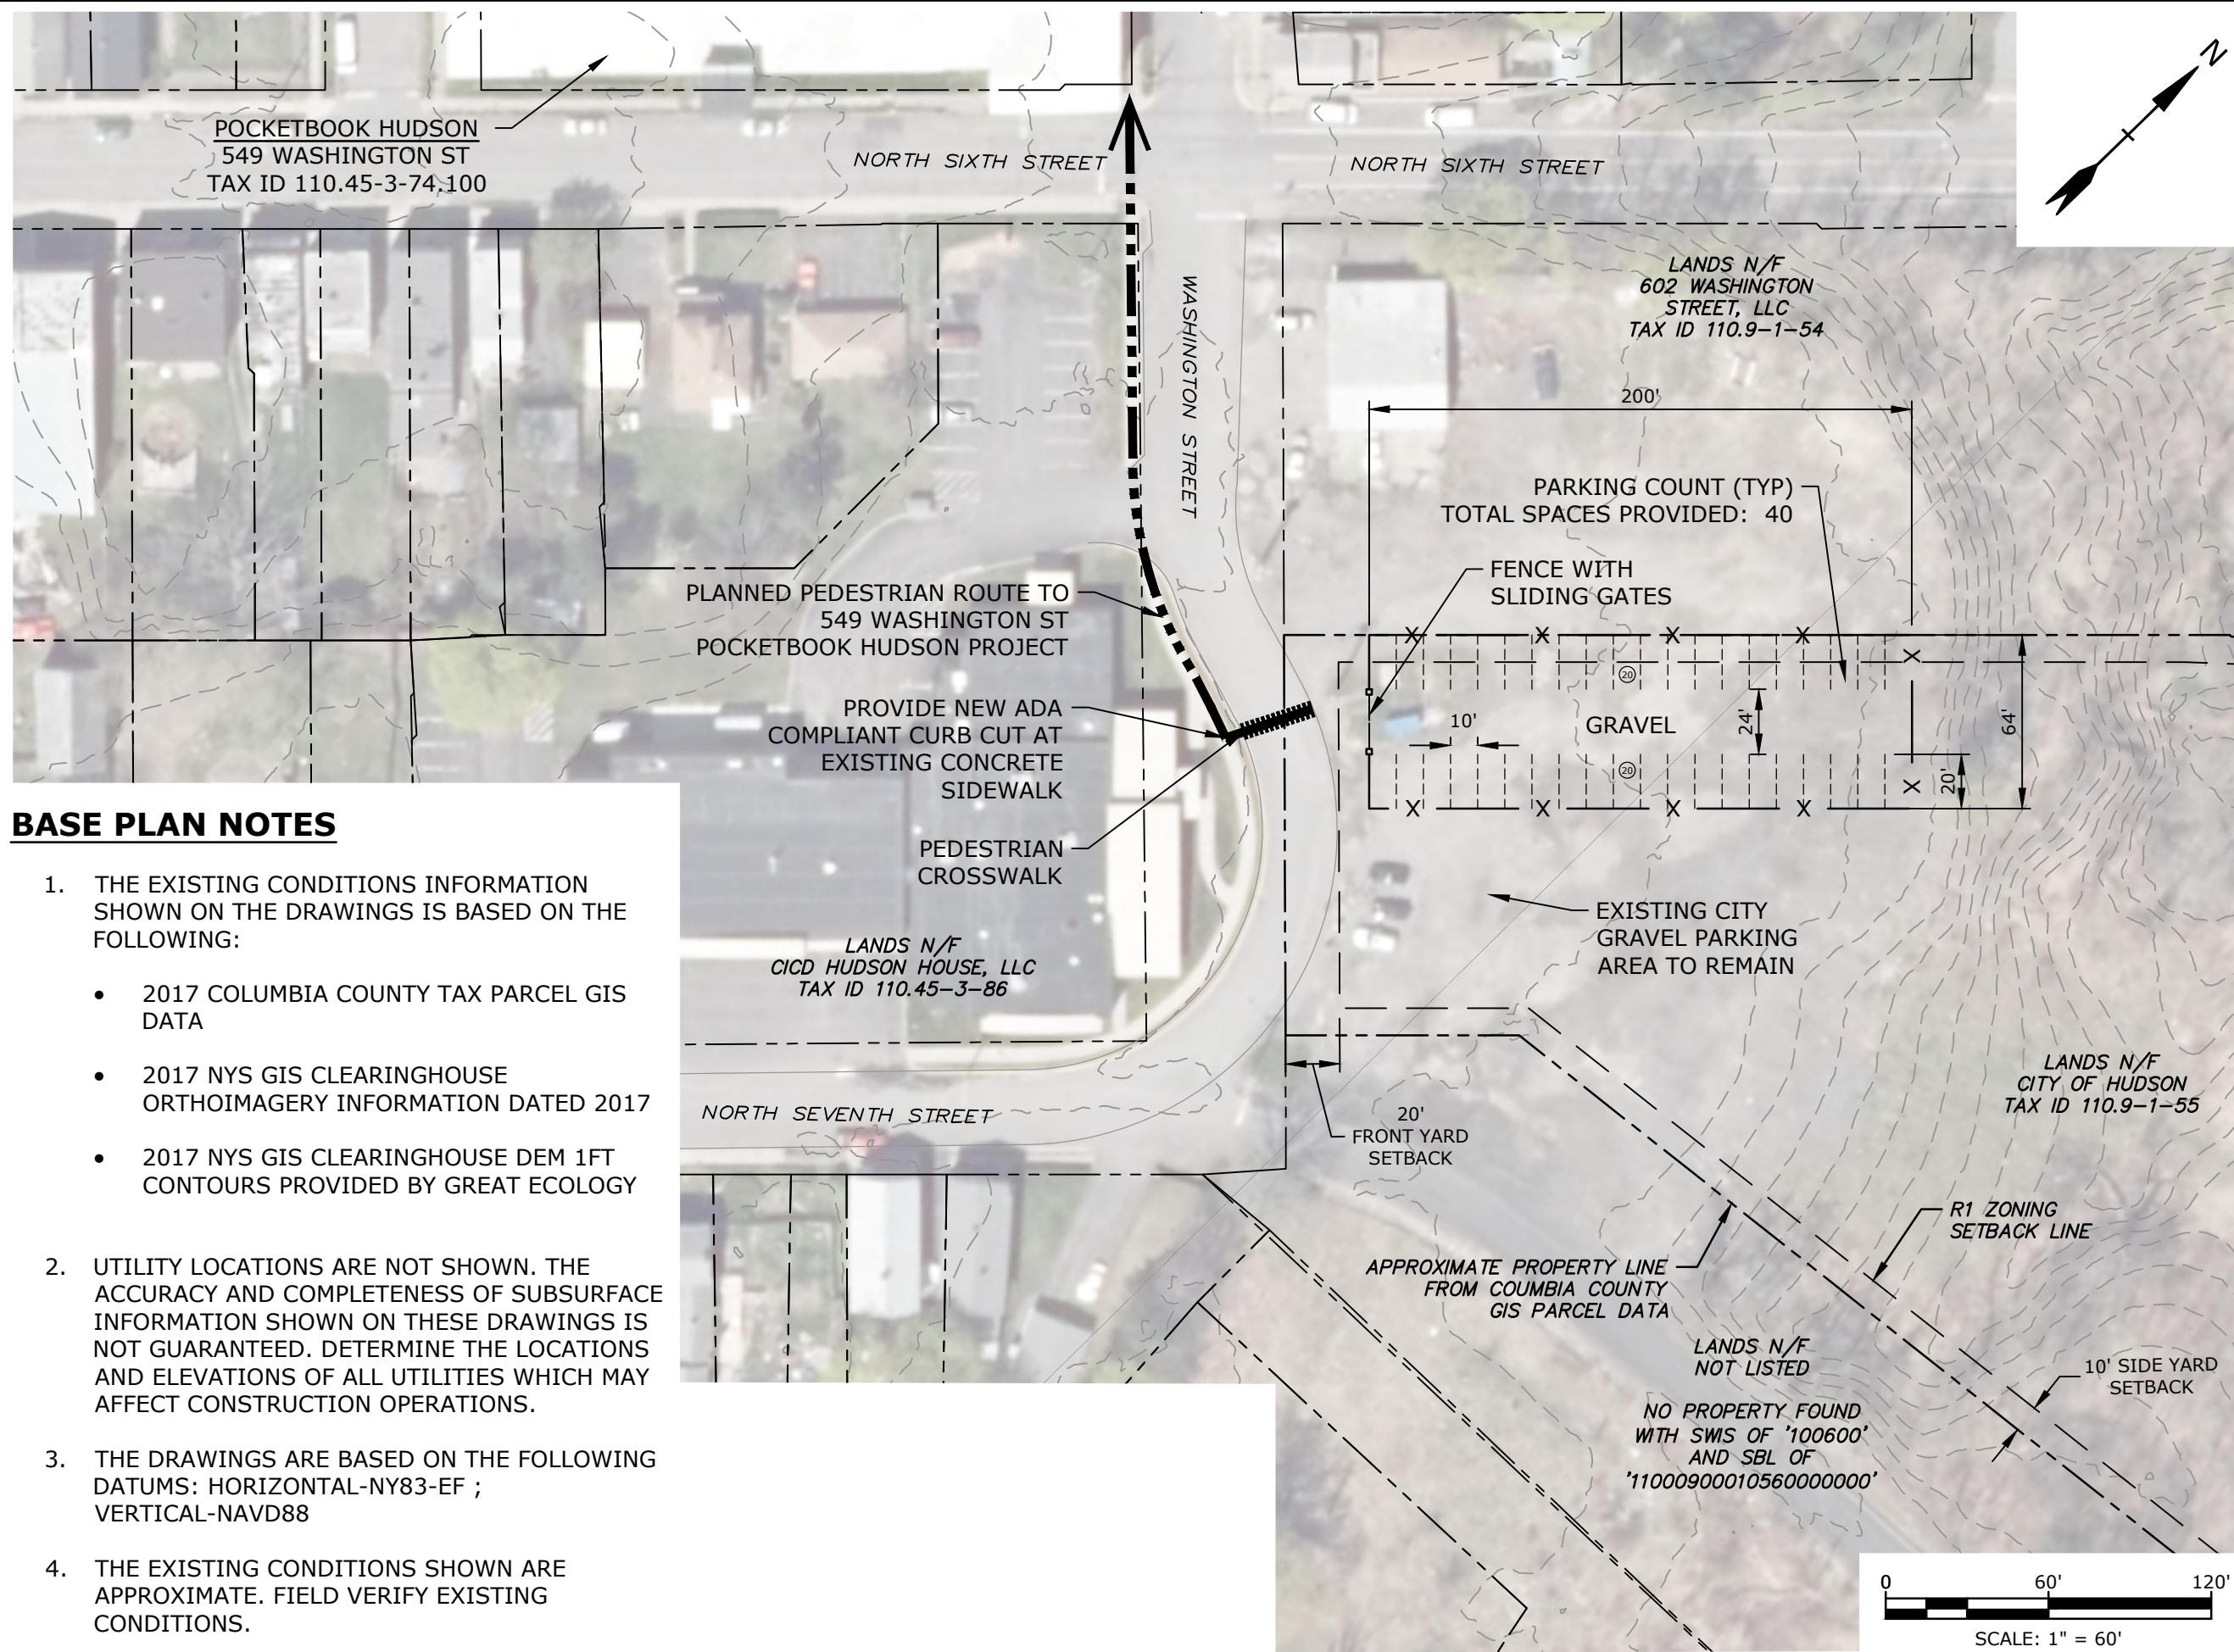 N
POCKETBOOK HUDSON
549 WASHINGTON ST
TAX ID 110.45-3-74.100
NORTH SIXTH STREET
NORTH SIXTH STREET
WASHINGTON STREET
LANDS N/F
602 WASHINGTON
STREET, LLC
TAX ID 110.9-1-54
200'
PARKING COUNT (TYP)
TOTAL SPACES PROVIDED: 40
FENCE WITH
SLIDING GATES
PLANNED PEDESTRIAN ROUTE TO
549 WASHINGTON ST
POCKETBOOK HUDSON PROJECT
X X X X
X
20
10'
GRAVEL
24'
64'
20
X
20'
X X X X
PROVIDE NEW ADA
COMPLIANT CURB CUT AT
EXISTING CONCRETE
SIDEWALK
PEDESTRIAN
CROSSWALK
EXISTING CITY
GRAVEL PARKING
AREA TO REMAIN
LANDS N/F
CICD HUDSON HOUSE, LLC
TAX ID 110.45-3-86
NORTH SEVENTH STREET
20'
FRONT YARD
SETBACK
LANDS N/F
CITY OF HUDSON
TAX ID 110.9-1-55
R1 ZONING
SETBACK LINE
APPROXIMATE PROPERTY LINE
FROM COUMBIA COUNTY
GIS PARCEL DATA
LANDS N/F
NOT LISTED
NO PROPERTY FOUND
WITH SWIS OF '100600'
AND SBL OF
'11000900010560000000'
10' SIDE YARD
SETBACK
BASE PLAN NOTES
1. THE EXISTING CONDITIONS INFORMATION
SHOWN ON THE DRAWINGS IS BASED ON THE
FOLLOWING:
• 2017 COLUMBIA COUNTY TAX PARCEL GIS
DATA
• 2017 NYS GIS CLEARINGHOUSE
ORTHOIMAGERY INFORMATION DATED 2017
• 2017 NYS GIS CLEARINGHOUSE DEM 1FT
CONTOURS PROVIDED BY GREAT ECOLOGY
2. UTILITY LOCATIONS ARE NOT SHOWN. THE
ACCURACY AND COMPLETENESS OF SUBSURFACE
INFORMATION SHOWN ON THESE DRAWINGS IS
NOT GUARANTEED. DETERMINE THE LOCATIONS
AND ELEVATIONS OF ALL UTILITIES WHICH MAY
AFFECT CONSTRUCTION OPERATIONS.
3. THE DRAWINGS ARE BASED ON THE FOLLOWING
DATUMS: HORIZONTAL-NY83-EF ;
VERTICAL-NAVD88
4. THE EXISTING CONDITIONS SHOWN ARE
APPROXIMATE. FIELD VERIFY EXISTING
CONDITIONS.
0 60' 120'
SCALE: 1" = 60'